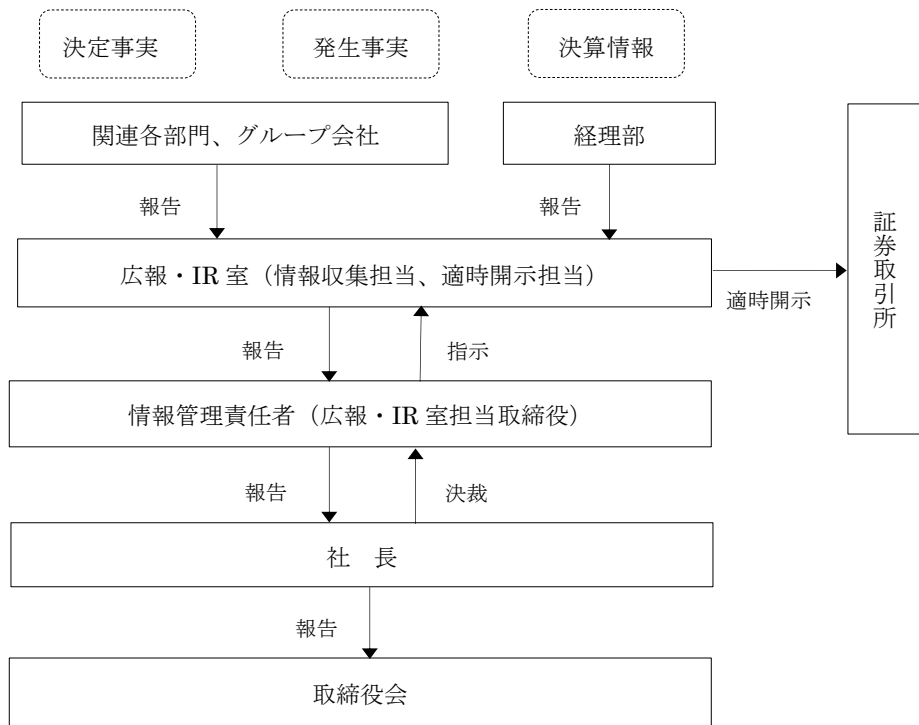 決定事実
発生事実
決算情報
関連各部門、グループ会社
経理部
報告
報告
広報・IR 室（情報収集担当、適時開示担当）
適時開示
証券取引所
報告
指示
情報管理責任者（広報・IR 室担当取締役）
報告
決裁
社　長
報告
取締役会